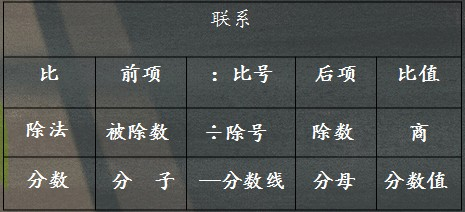 联系
比 前项 ：比号 后项 比值
除法 被除数 ÷除号 除数 商
分数 分 子 —分数线 分母 分数值